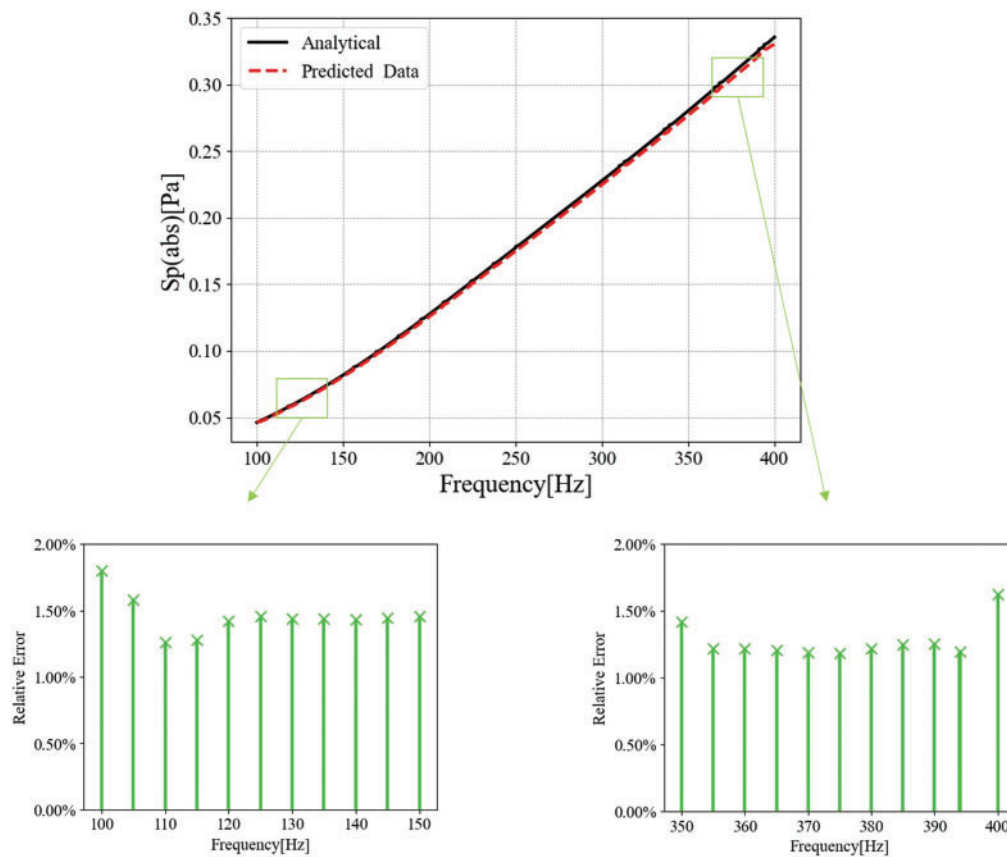 0.35
0.30
0.25
0.20
0.15
0.10
0.05
Sp(abs)[Pa]
Analytical
Predicted Data
100 150 200 250 300 350 400
Frequency[Hz]
2.00%
1.50%
1.00%
0.50%
0.00%
Relative Error
100 110 120 130 140 150
Frequency[Hz]
2.00%
1.50%
1.00%
0.50%
0.00%
Relative Error
350 360 370 380 390 400
Frequency[Hz]